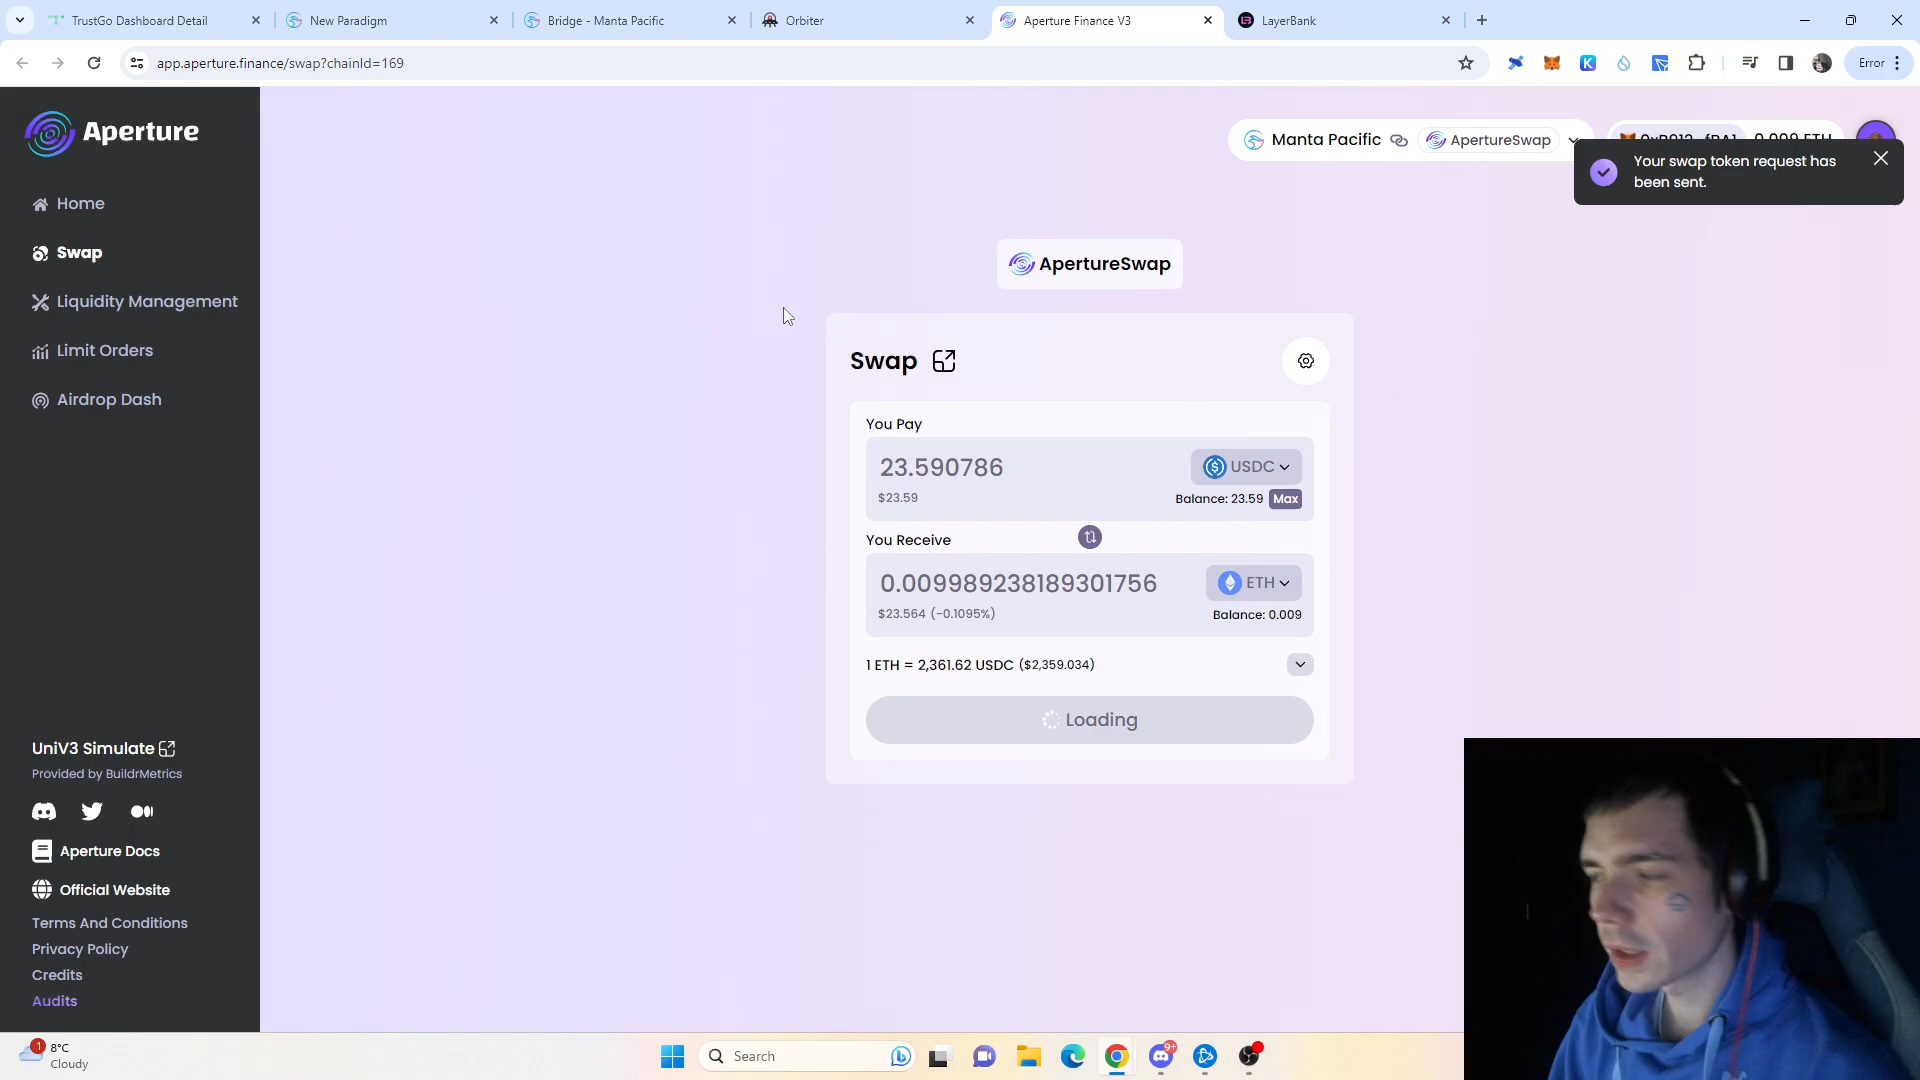 TrustGo Dashboard Detail
New Paradigm
Bridge - Manta Pacific
Orbiter
Aperture Finance V3
LayerBank
app.aperture.finance/swap?chainId=169
Error
Aperture
Home
Swap
Liquidity Management
Limit Orders
Airdrop Dash
UniV3 Simulate
Provided by BuildrMetrics
Aperture Docs
Official Website
Terms And Conditions
Privacy Policy
Credits
Audits
Manta Pacific
ApertureSwap
Your swap token request has
been sent.
ApertureSwap
Swap
You Pay
23.590786
USDC
$23.59
Balance: 23.59
Max
You Receive
0.009989238189301756
ETH
$23.564 (-0.1095%)
Balance: 0.009
1 ETH = 2,361.62 USDC ($2,359.034)
Loading
1
8°C
Cloudy
Search
9+